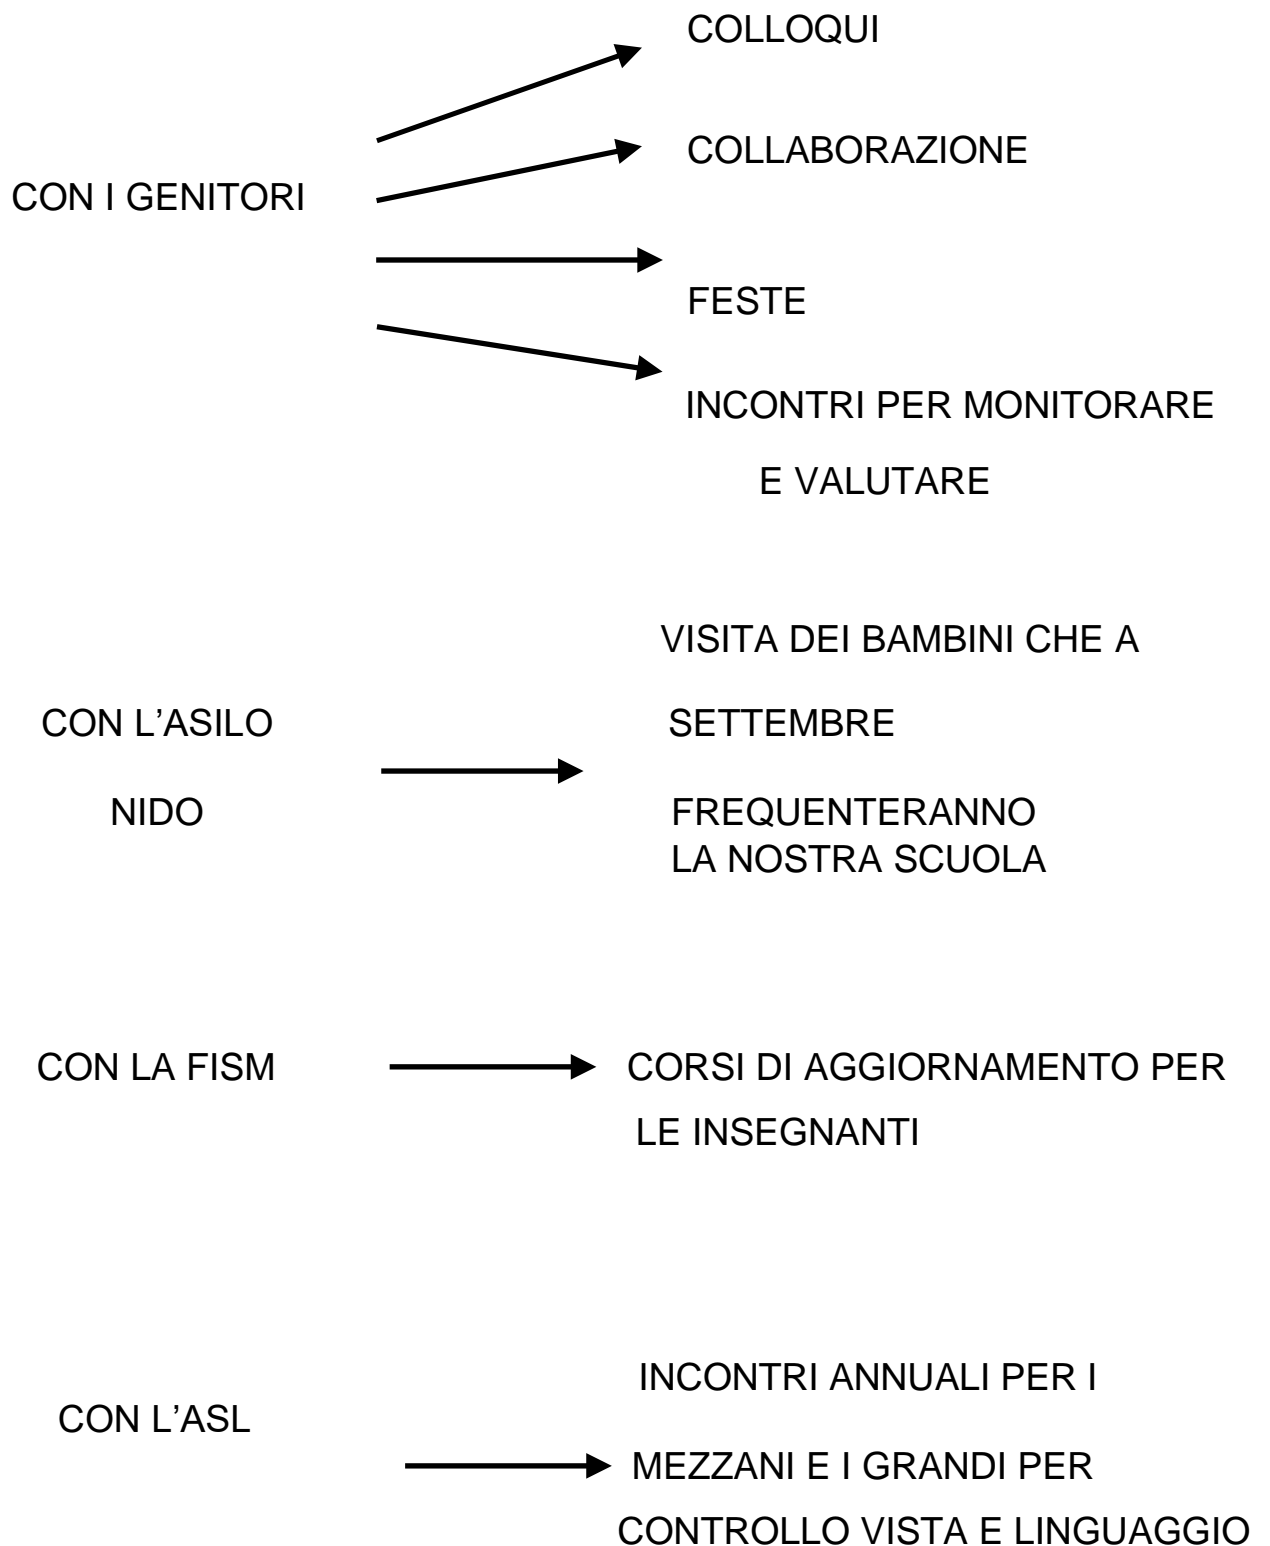 COLLOQUI
COLLABORAZIONE
CON I GENITORI
FESTE
INCONTRI PER MONITORARE
E VALUTARE
VISITA DEI BAMBINI CHE A
CON L’ASILO
SETTEMBRE
NIDO
FREQUENTERANNO
LA NOSTRA SCUOLA
CON LA FISM
CORSI DI AGGIORNAMENTO PER
LE INSEGNANTI
INCONTRI ANNUALI PER I
CON L’ASL
MEZZANI E I GRANDI PER
CONTROLLO VISTA E LINGUAGGIO